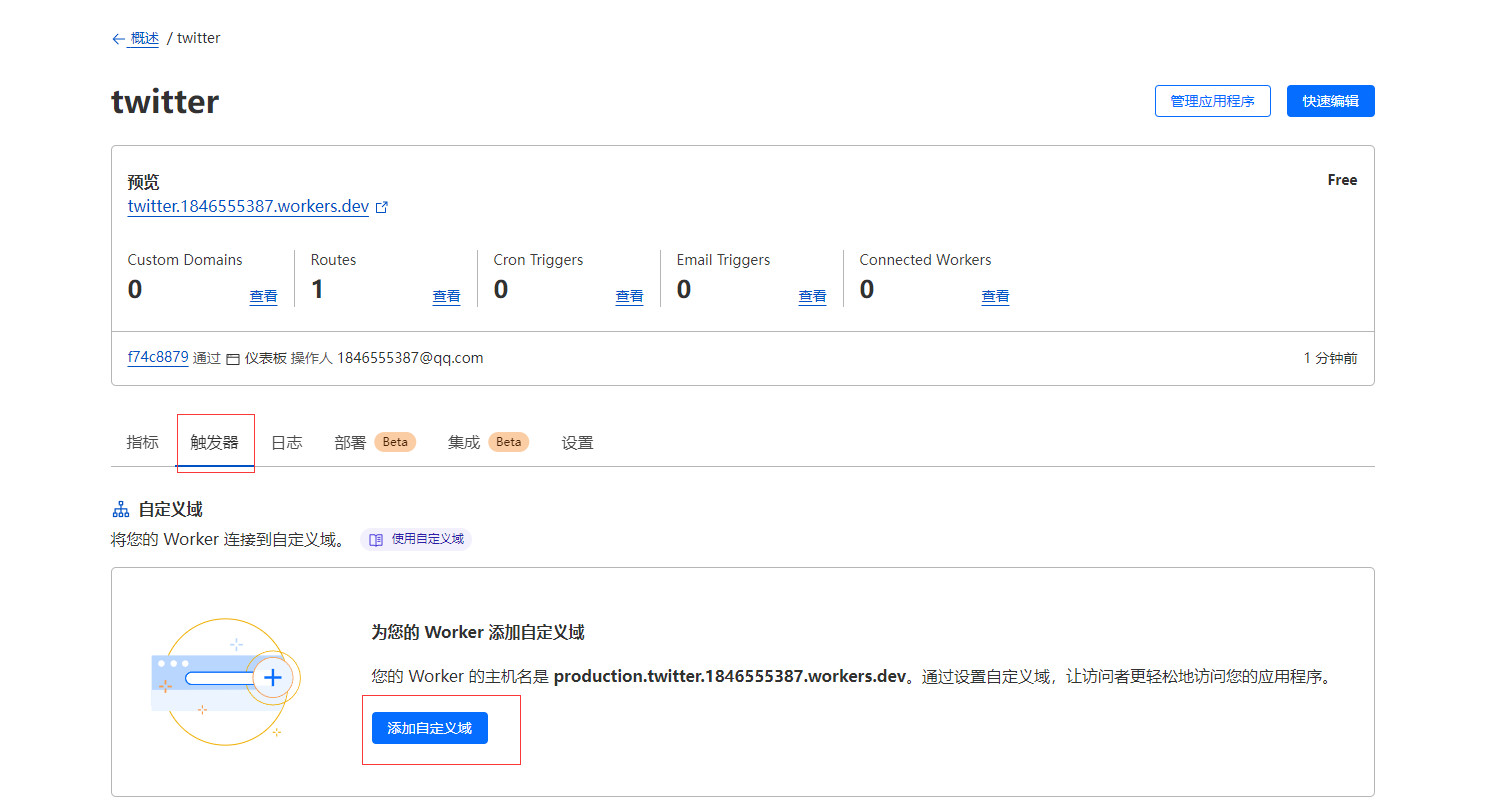 概述 / twitter
twitter
管理应用程序 快速编辑
预览 Free
twitter.1846555387.workers.dev
Custom Domains Routes Cron Triggers Email Triggers Connected Workers
0 查看 1 查看 0 查看 0 查看 0 查看
f74c8879 通过 仪表板 操作人 1846555387@qq.com 1 分钟前
指标 触发器 日志 部署 Beta 集成 Beta 设置
自定义域
将您的 Worker 连接到自定义域。 使用自定义域
为您的 Worker 添加自定义域
您的 Worker 的主机名是 production.twitter.1846555387.workers.dev。通过设置自定义域，让访问者更轻松地访问您的应用程序。
添加自定义域